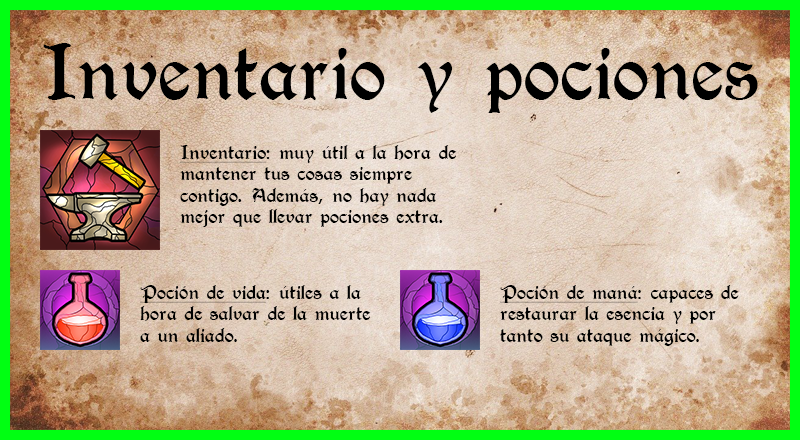 Inventario y pociones
Inventario: muy útil a la hora de
mantener tus cosas siempre
contigo. Además, no hay nada
mejor que llevar pociones extra.
Poción de vida: útiles a la
hora de salvar de la muerte
a un aliado.
Poción de maná: capaces de
restaurar la esencia y por
tanto su ataque mágico.